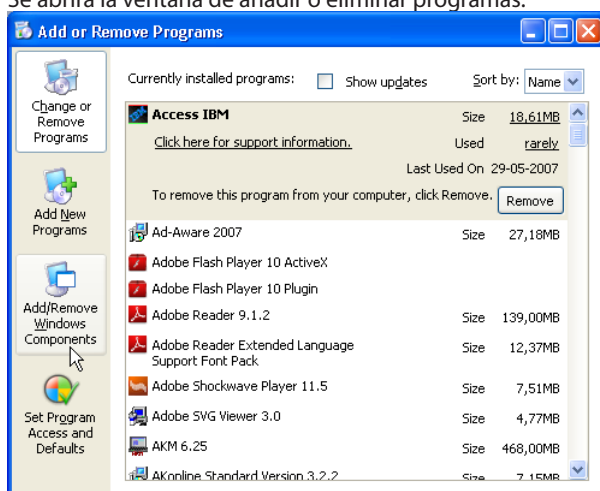 Se abrirá la ventana de añadir o eliminar programas.
Add or Remove Programs
Change or
Remove
Programs
Add New
Programs
Add/Remove
Windows
Components
Set Program
Access and
Defaults
Currently installed programs: Show updates Sort by: Name
Access IBM Size 18,61MB
Click here for support information. Used rarely
Last Used On 29-05-2007
To remove this program from your computer, click Remove. Remove
Ad-Aware 2007 Size 27,18MB
Adobe Flash Player 10 ActiveX
Adobe Flash Player 10 Plugin
Adobe Reader 9.1.2 Size 139,00MB
Adobe Reader Extended Language
Support Font Pack Size 12,37MB
Adobe Shockwave Player 11.5 Size 7,51MB
Adobe SVG Viewer 3.0 Size 4,77MB
AKM 6.25 Size 468,00MB
AKonline Standard Version 3.2.2 Size 7,15MB